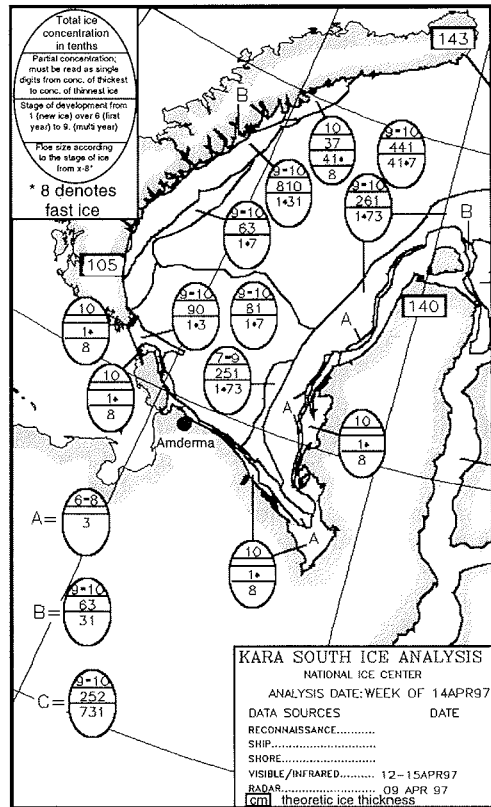 Total ice
concentration
in tenths
Partial concentration;
must be read as single
digits from conc. of thickest
to conc. of thinnest ice
Stage of development from
1 (new ice) over 6 (first
year) to 9. (multi year)
Floe size according
to the stage of ice
from x-8*
* 8 denotes
fast ice
143
B
10
37
41•
8
9-10
441
41•7
9-10
810
1•31
9-10
261
1•73
9-10
63
1•7
B
105
140
10
1•
8
9-10
90
1•3
9-10
81
1•7
A
10
1•
8
7-9
251
1•73
A
10
1•
8
Amderma
A=
6-8
3
10
1•
8
A
B=
9-10
63
31
C=
9-10
252
731
KARA SOUTH ICE ANALYSIS
NATIONAL ICE CENTER
ANALYSIS DATE: WEEK OF 14APR97
DATA SOURCES DATE
RECONNAISSANCE..........
SHIP.....................
SHORE....................
VISIBLE/INFRARED......... 12-15APR97
RADAR.................... 09 APR 97
cm theoretic ice thickness